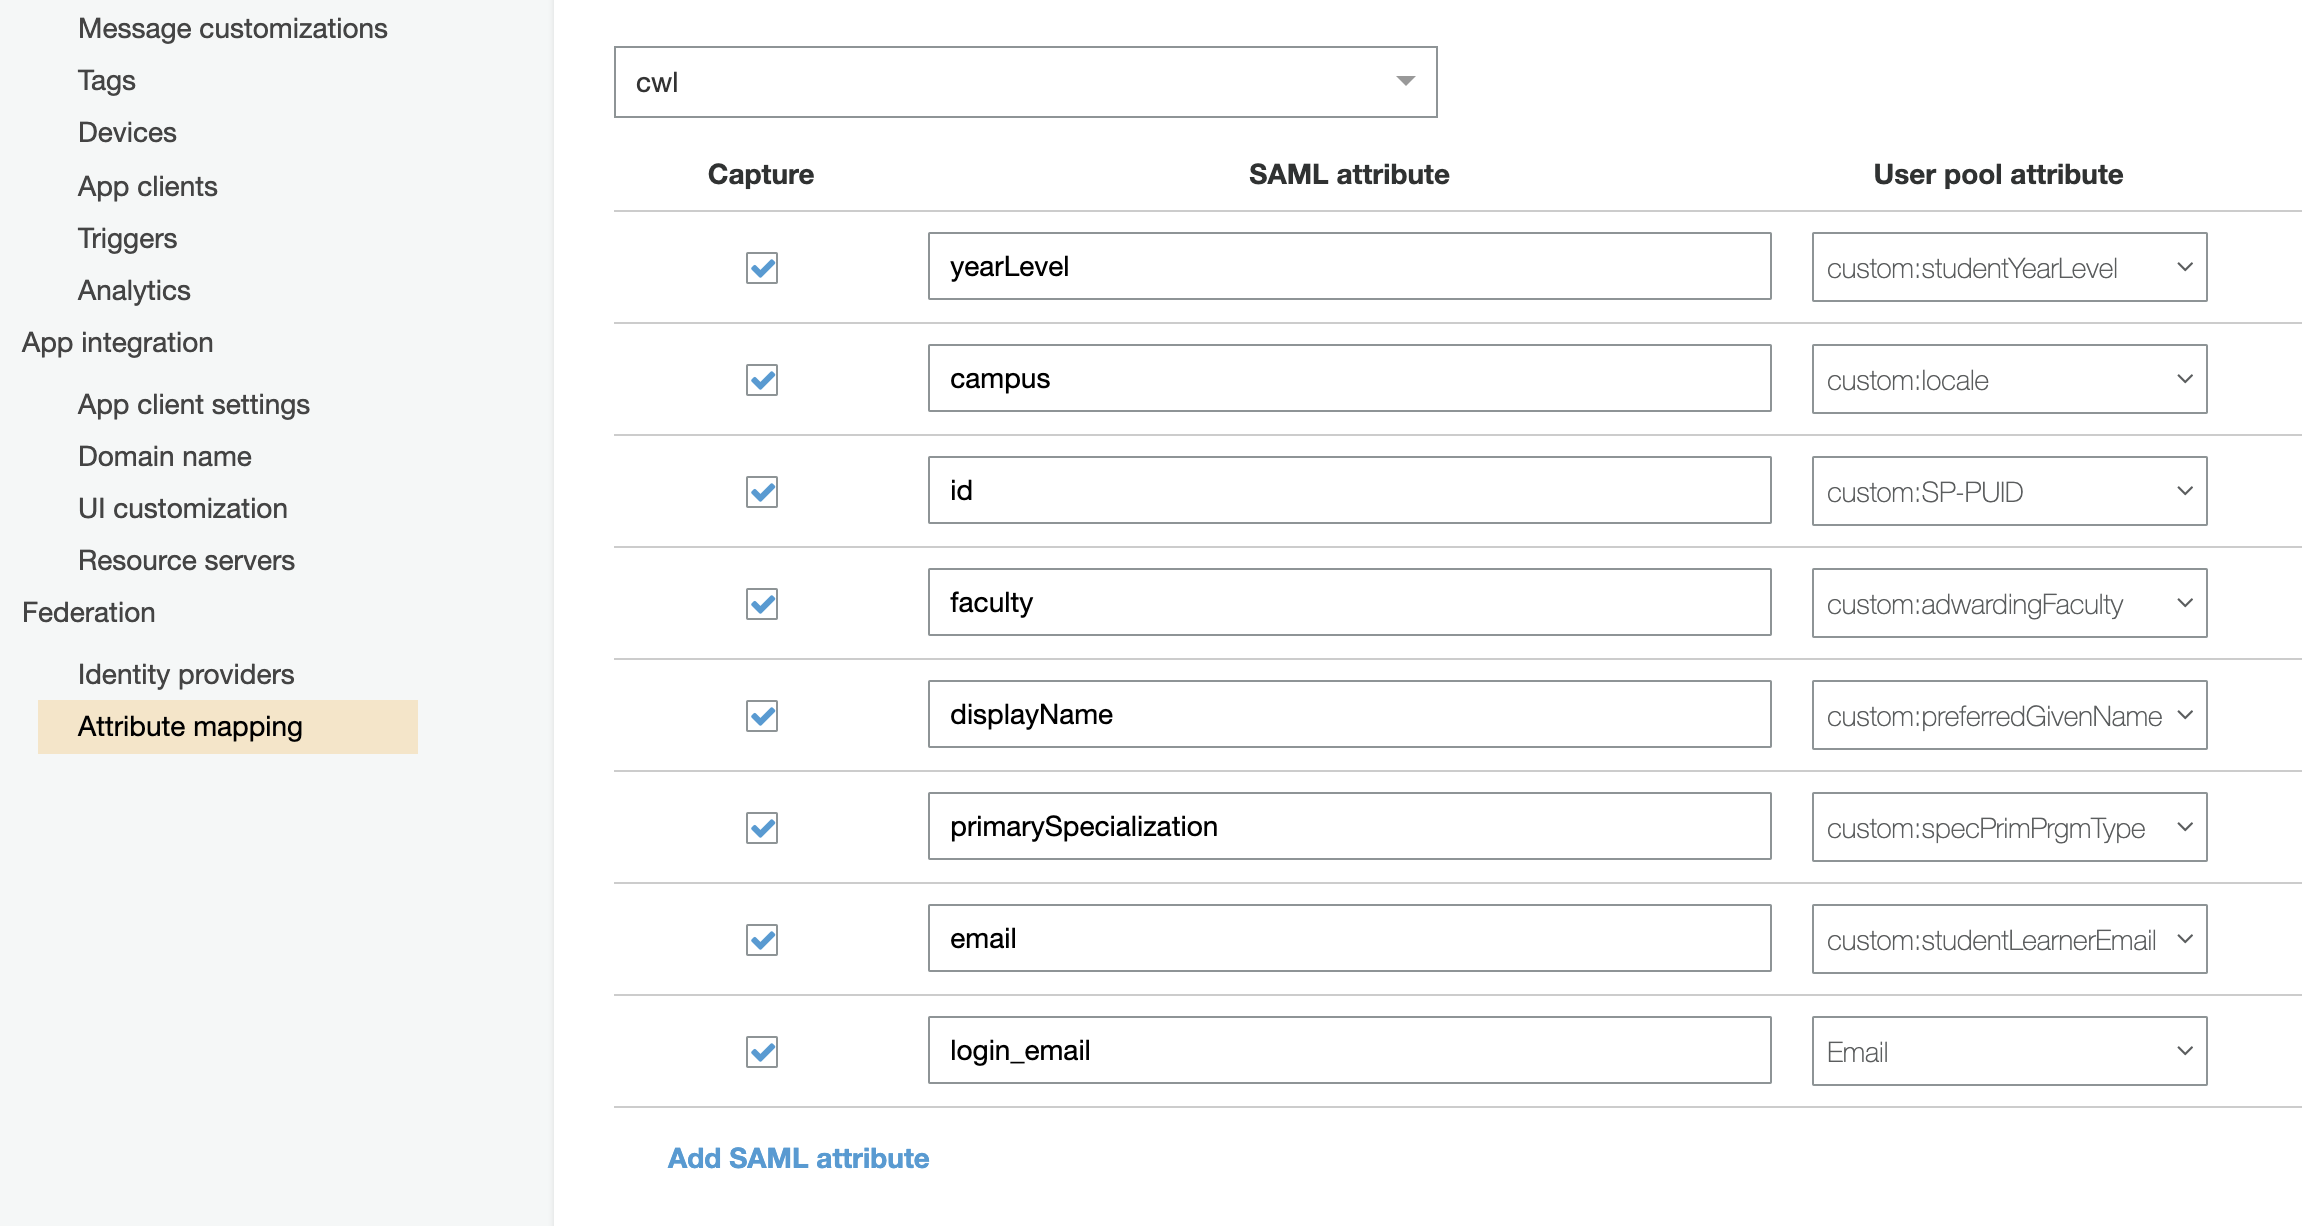 Message customizations
Tags
Devices
App clients
Triggers
Analytics
App integration
App client settings
Domain name
UI customization
Resource servers
Federation
Identity providers
Attribute mapping
cwl
Capture SAML attribute User pool attribute
yearLevel custom:studentYearLevel
campus custom:locale
id custom:SP-PUID
faculty custom:adwardingFaculty
displayName custom:preferredGivenName
primarySpecialization custom:specPrimPrgmType
email custom:studentLearnerEmail
login_email Email
Add SAML attribute